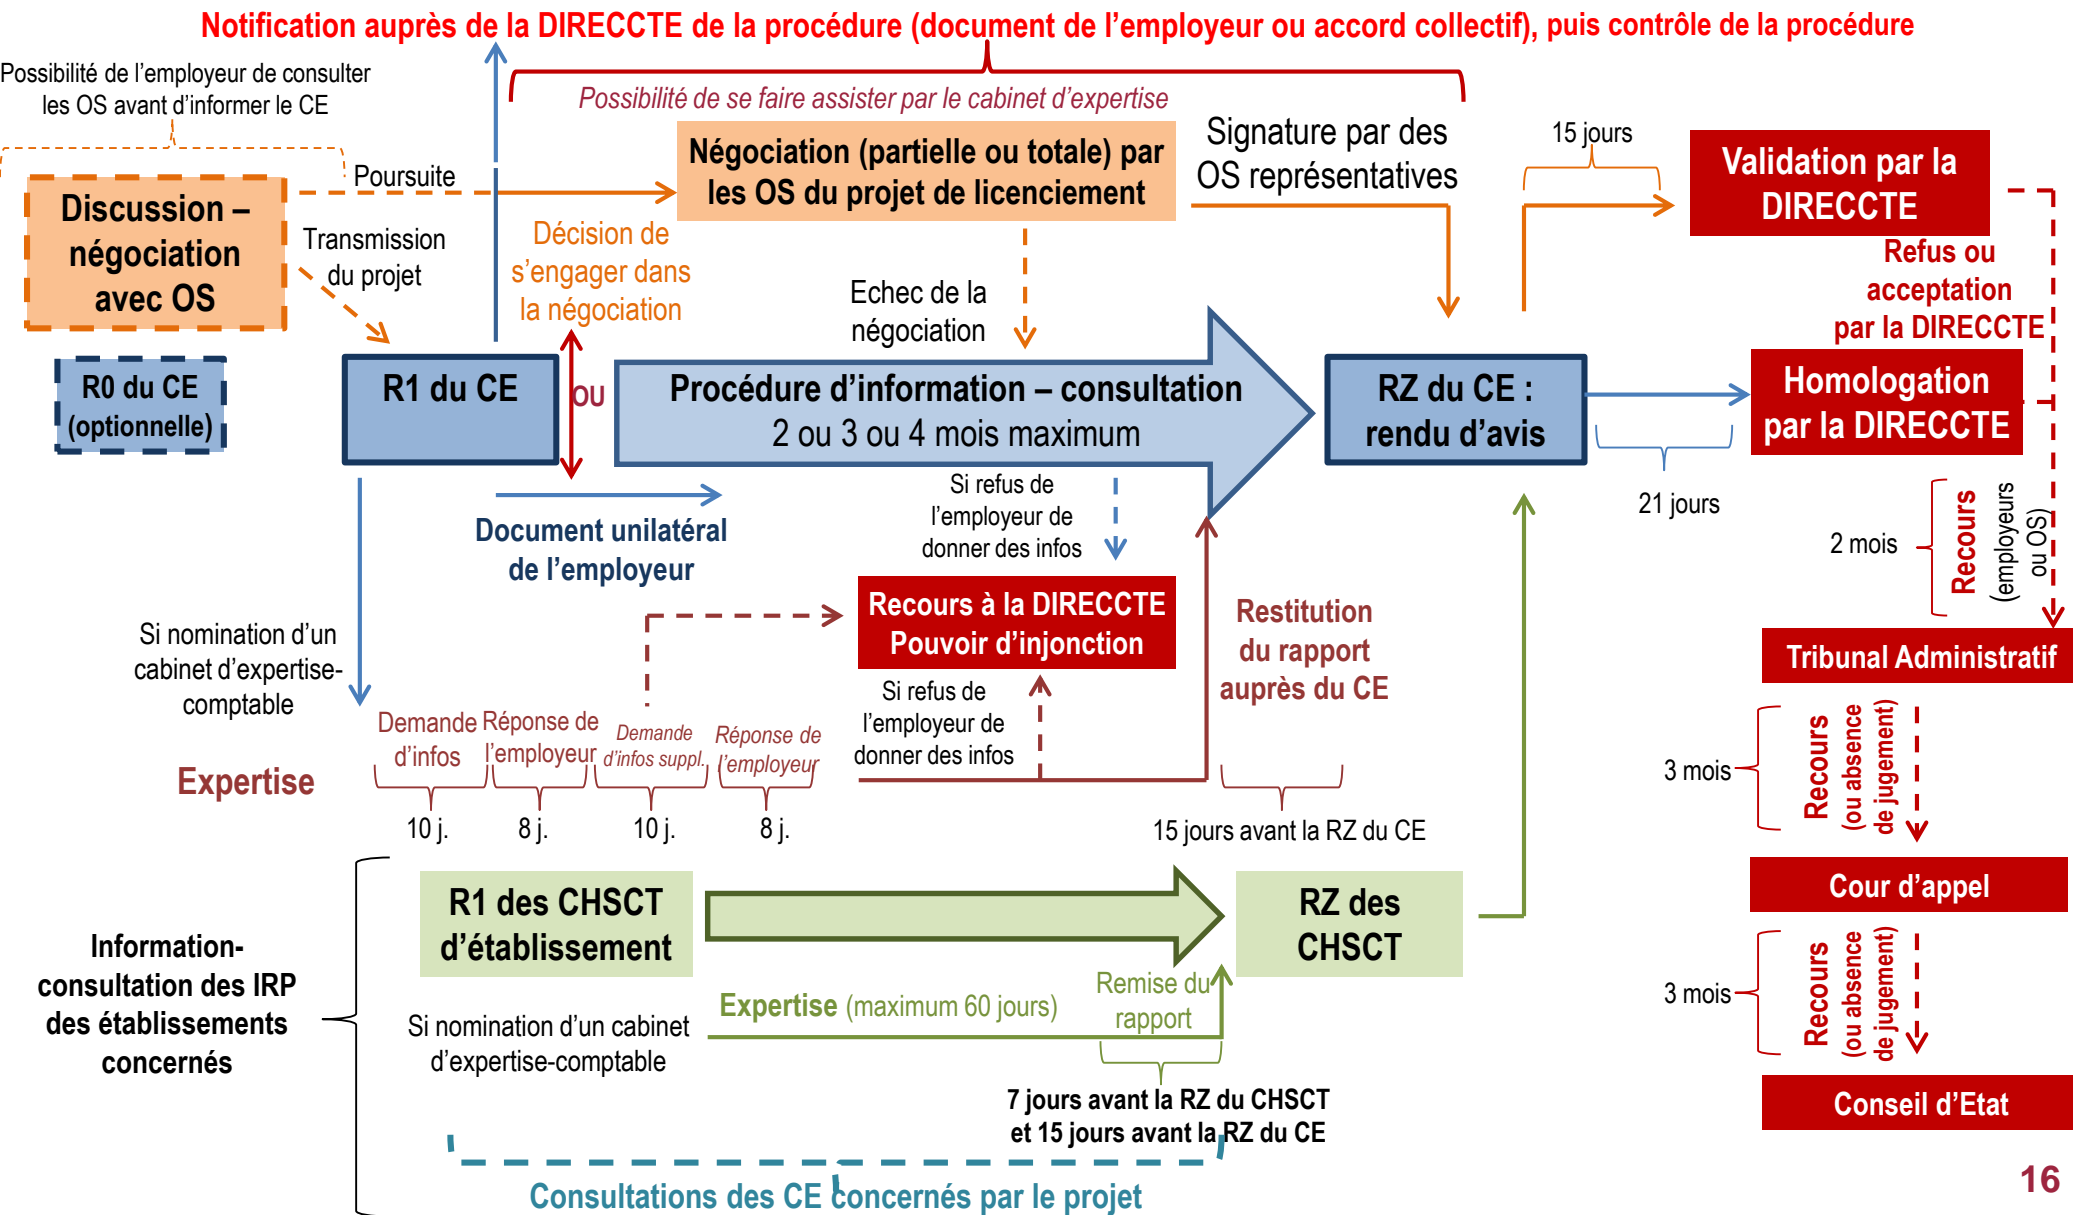 Notification auprès de la DIRECCTE de la procédure (document de l’employeur ou accord collectif), puis contrôle de la procédure
Possibilité de l’employeur de consulter
les OS avant d’informer le CE
Possibilité de se faire assister par le cabinet d’expertise
Discussion –
négociation
avec OS
Poursuite
Transmission
du projet
Négociation (partielle ou totale) par
les OS du projet de licenciement
Signature par des
OS représentatives
15 jours
Validation par la
DIRECCTE
Décision de
s’engager dans
la négociation
Echec de la
négociation
Refus ou
acceptation
par la DIRECCTE
R0 du CE
(optionnelle)
R1 du CE
OU
Procédure d’information – consultation
2 ou 3 ou 4 mois maximum
RZ du CE :
rendu d’avis
Homologation
par la DIRECCTE
21 jours
Document unilatéral
de l’employeur
Si refus de
l’employeur de
donner des infos
2 mois
Recours
(employeurs
ou OS)
Recours à la DIRECCTE
Pouvoir d’injonction
Restitution
du rapport
auprès du CE
Tribunal Administratif
Si nomination d’un
cabinet d’expertise-
comptable
Si refus de
l’employeur de
donner des infos
Expertise
Demande
d’infos
Réponse de
l’employeur
Demande
d’infos suppl.
Réponse de
l’employeur
10 j.
8 j.
10 j.
8 j.
15 jours avant la RZ du CE
3 mois
Recours
(ou absence
de jugement)
Cour d’appel
R1 des CHSCT
d’établissement
RZ des
CHSCT
Information-
consultation des IRP
des établissements
concernés
Si nomination d’un cabinet
d’expertise-comptable
Expertise (maximum 60 jours)
Remise du
rapport
3 mois
Recours
(ou absence
de jugement)
7 jours avant la RZ du CHSCT
et 15 jours avant la RZ du CE
Conseil d’Etat
Consultations des CE concernés par le projet
16